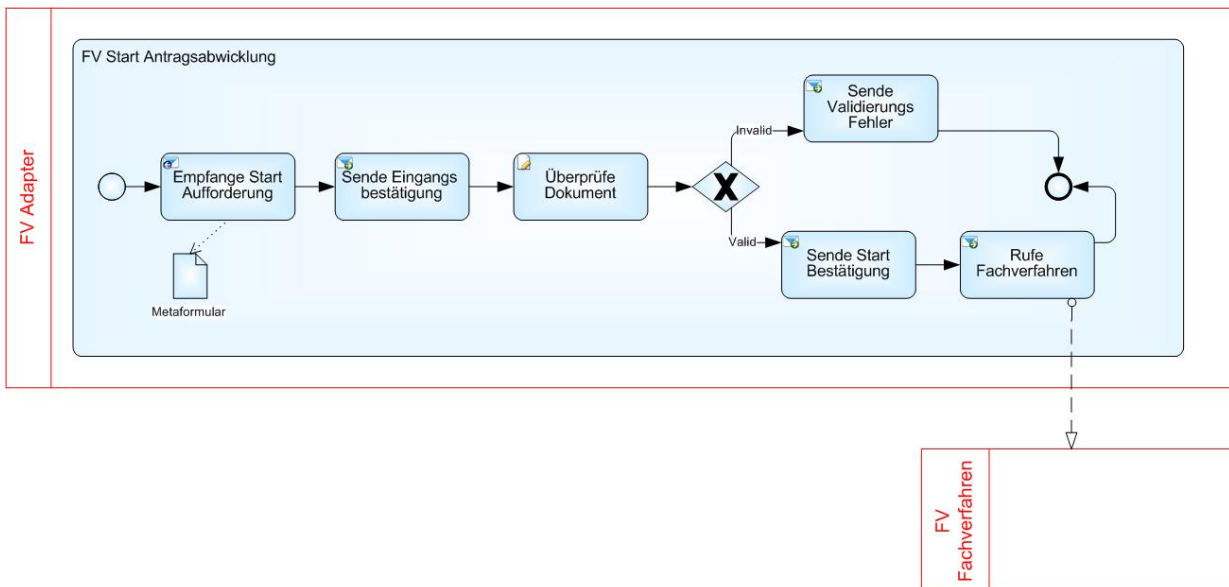 FV Adapter
FV Start Antragsabwicklung
Empfange Start
Aufforderung
Metaformular
Sende Eingangs
bestätigung
Überprüfe
Dokument
Invalid
Sende
Validierungs
Fehler
Valid
Sende Start
Bestätigung
Rufe
Fachverfahren
FV
Fachverfahren